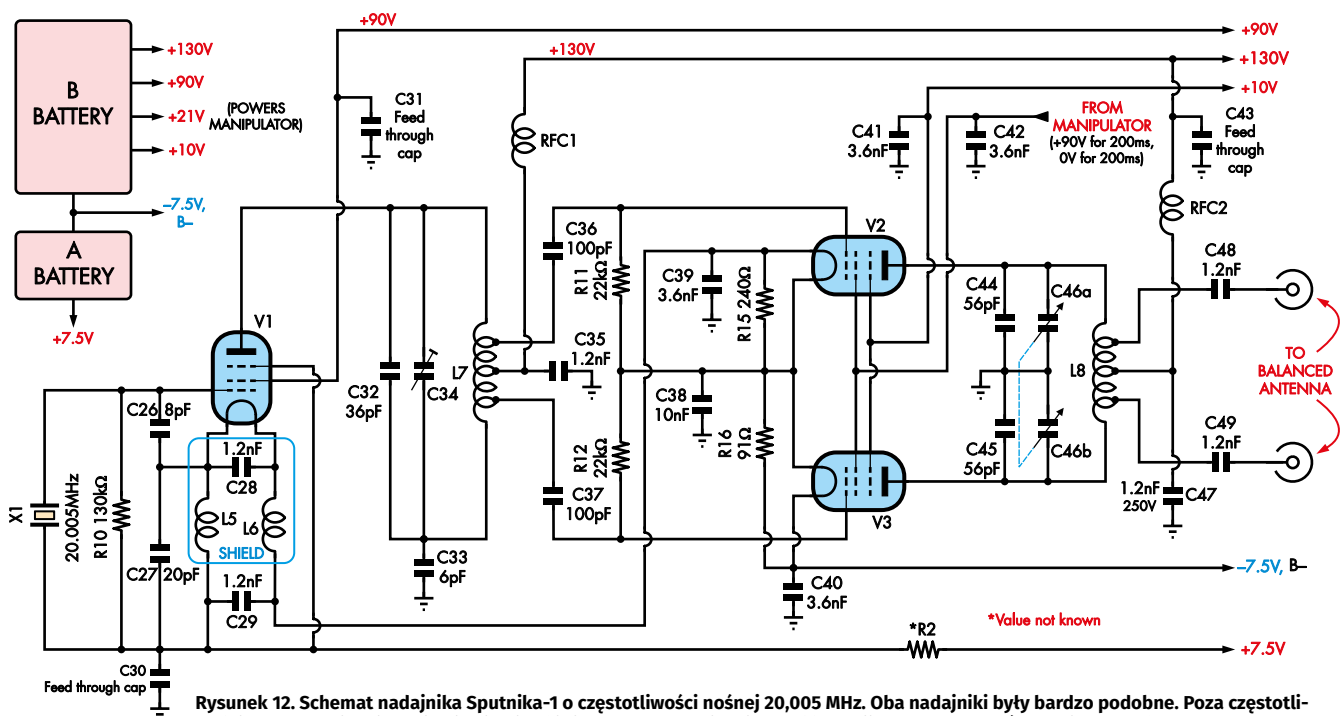 +90V
+90V
+130V
+130V
+10V
B
BATTERY
+130V
+90V
+21V
(POWERS
MANIPULATOR)
+10V
–7.5V,
B–
A
BATTERY
+7.5V
C31
Feed
through
cap
RFC1
C41
3.6nF
C42
3.6nF
FROM
MANIPULATOR
(+90V for 200ms,
0V for 200ms)
C43
Feed
through
cap
RFC2
V1
C36
100pF
R11
22kΩ
C39
3.6nF
R15 240Ω
V2
C44
56pF
C46a
C48
1.2nF
C32
36pF
C34
L7
C35
1.2nF
C38
10nF
R16
91Ω
L8
TO
BALANCED
ANTENNA
C26
8pF
1.2nF
C28
L5
L6
SHIELD
X1
20.005MHz
R10 130kΩ
C27
20pF
1.2nF
C29
C33
6pF
R12
22kΩ
C37
100pF
V3
C45
56pF
C46b
C49
1.2nF
1.2nF
250V
C47
C40
3.6nF
–7.5V, B–
*R2
*Value not known
+7.5V
C30
Feed through cap
Rysunek 12. Schemat nadajnika Sputnika-1 o częstotliwości nośnej 20,005 MHz. Oba nadajniki były bardzo podobne. Poza częstotli-